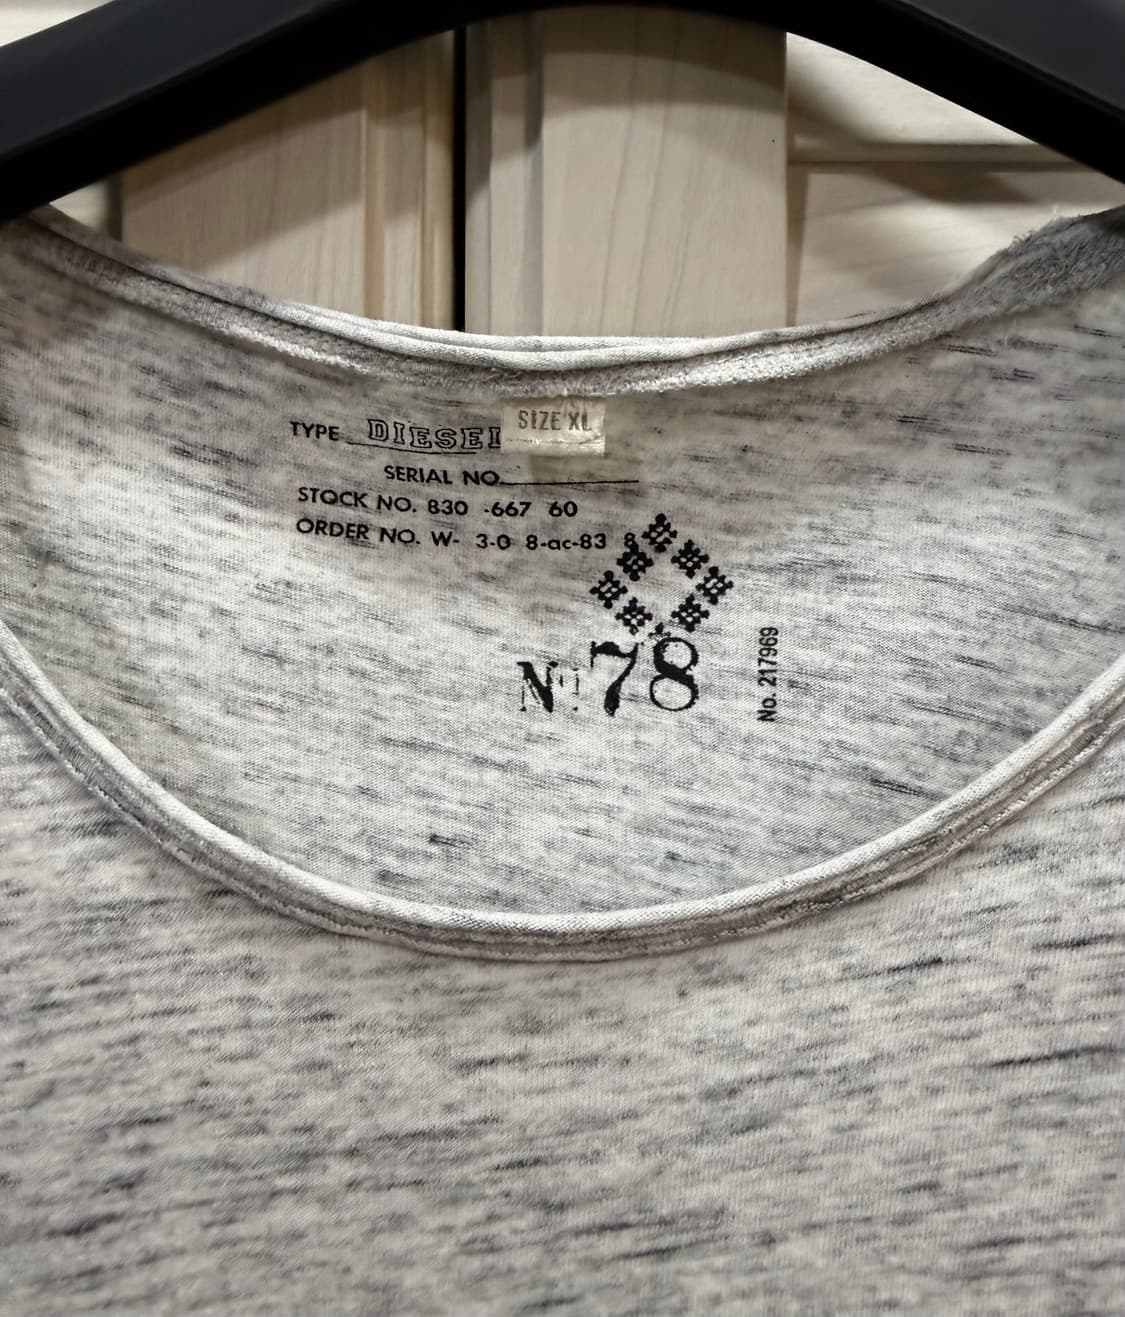 SIZE XL
TYPE DIESEL
SERIAL NO.
STOCK NO. 830 -667 60
ORDER NO. W- 3-0 8-ac-83 8
No 78
No. 217969